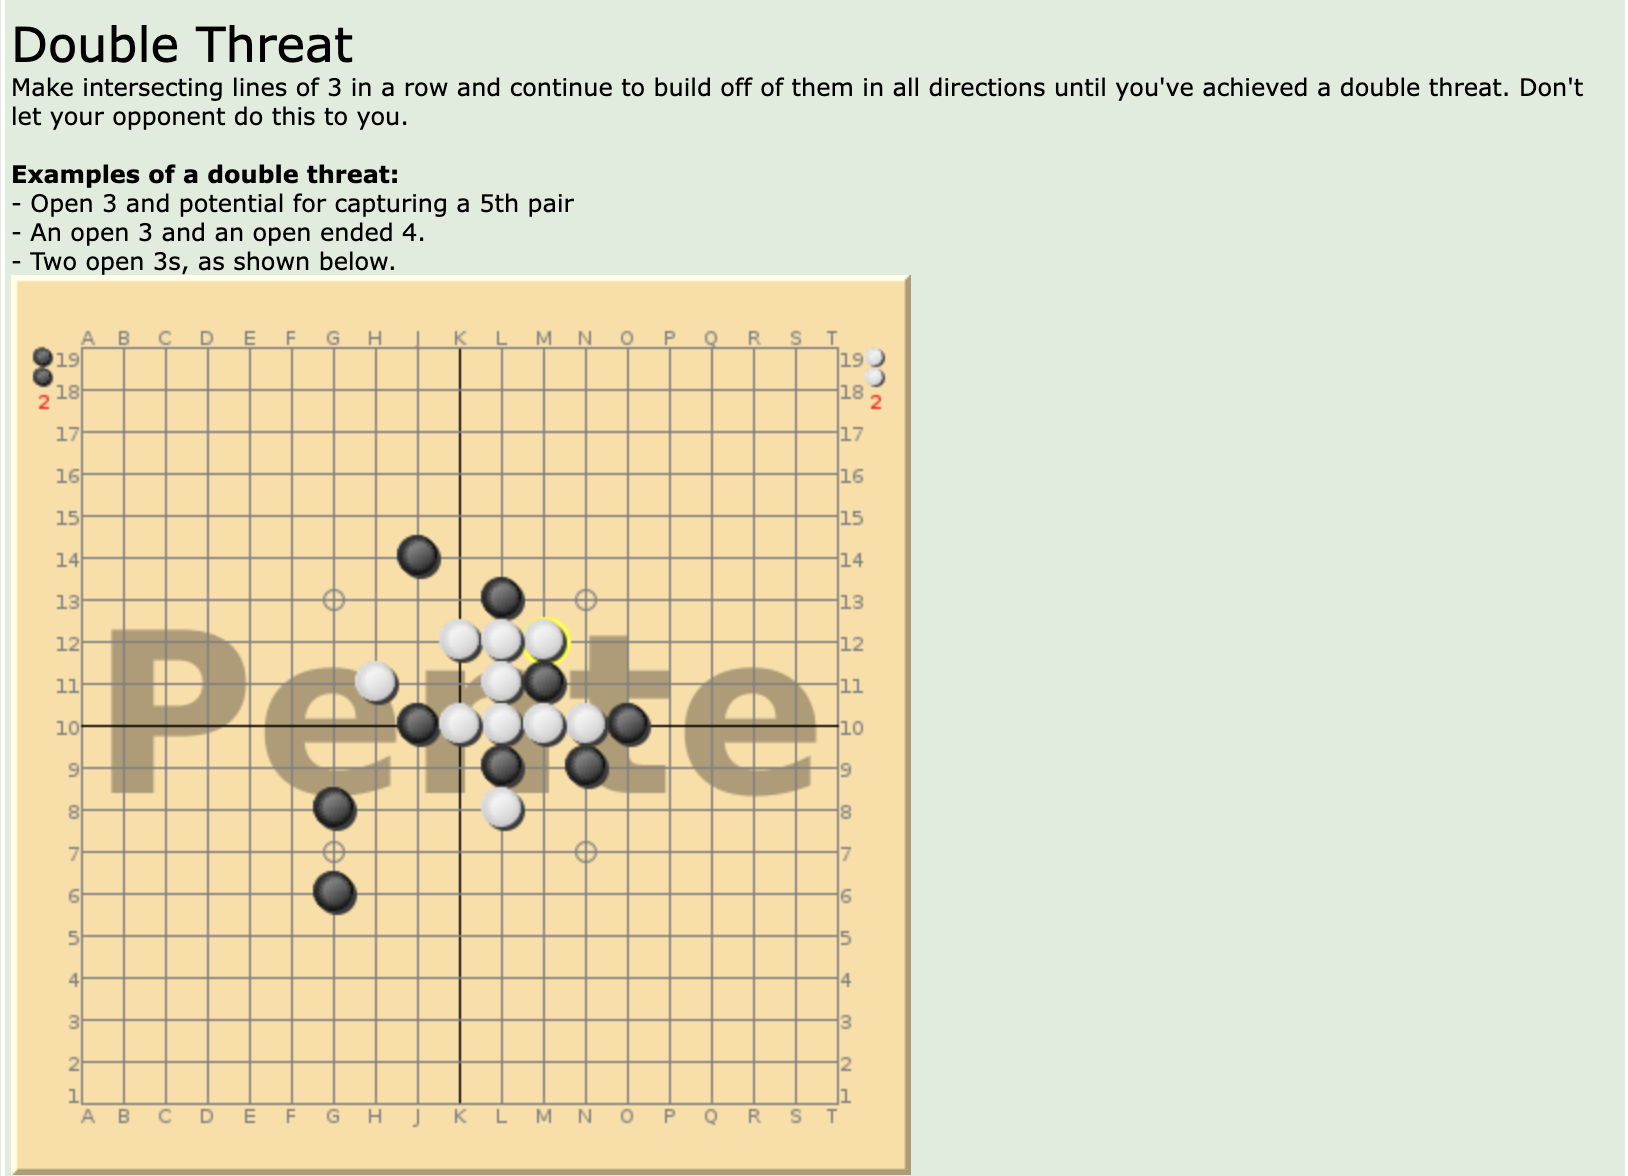 Double Threat
Make intersecting lines of 3 in a row and continue to build off of them in all directions until you've achieved a double threat. Don't
let your opponent do this to you.
Examples of a double threat:
- Open 3 and potential for capturing a 5th pair
- An open 3 and an open ended 4.
- Two open 3s, as shown below.
A B C D E F G H J K L M N O P Q R S T
19 19
2 18 18 2
17 17
16 16
15 15
14 14
13 13
12 12
Pente
11 11
10 10
9 9
8 8
7 7
6 6
5 5
4 4
3 3
2 2
1 1
A B C D E F G H J K L M N O P Q R S T